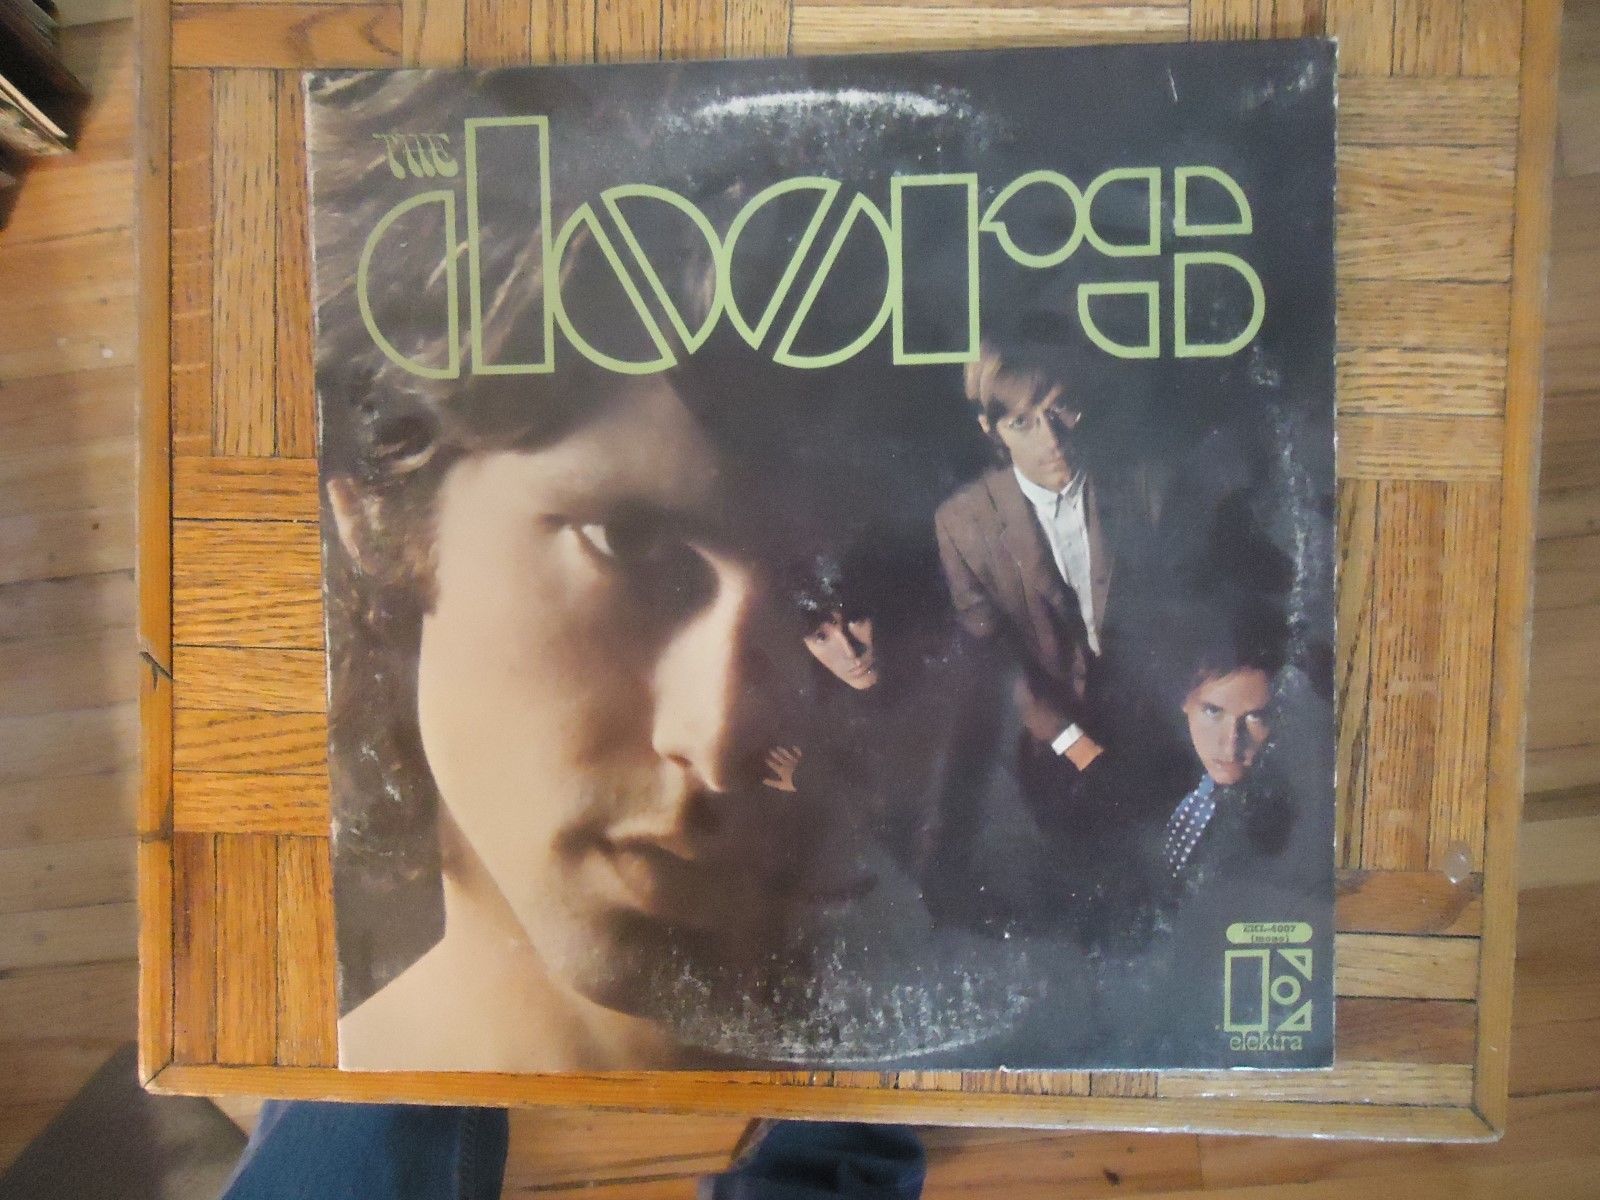 THE
doors
EKL-4007
(mono)
elektra